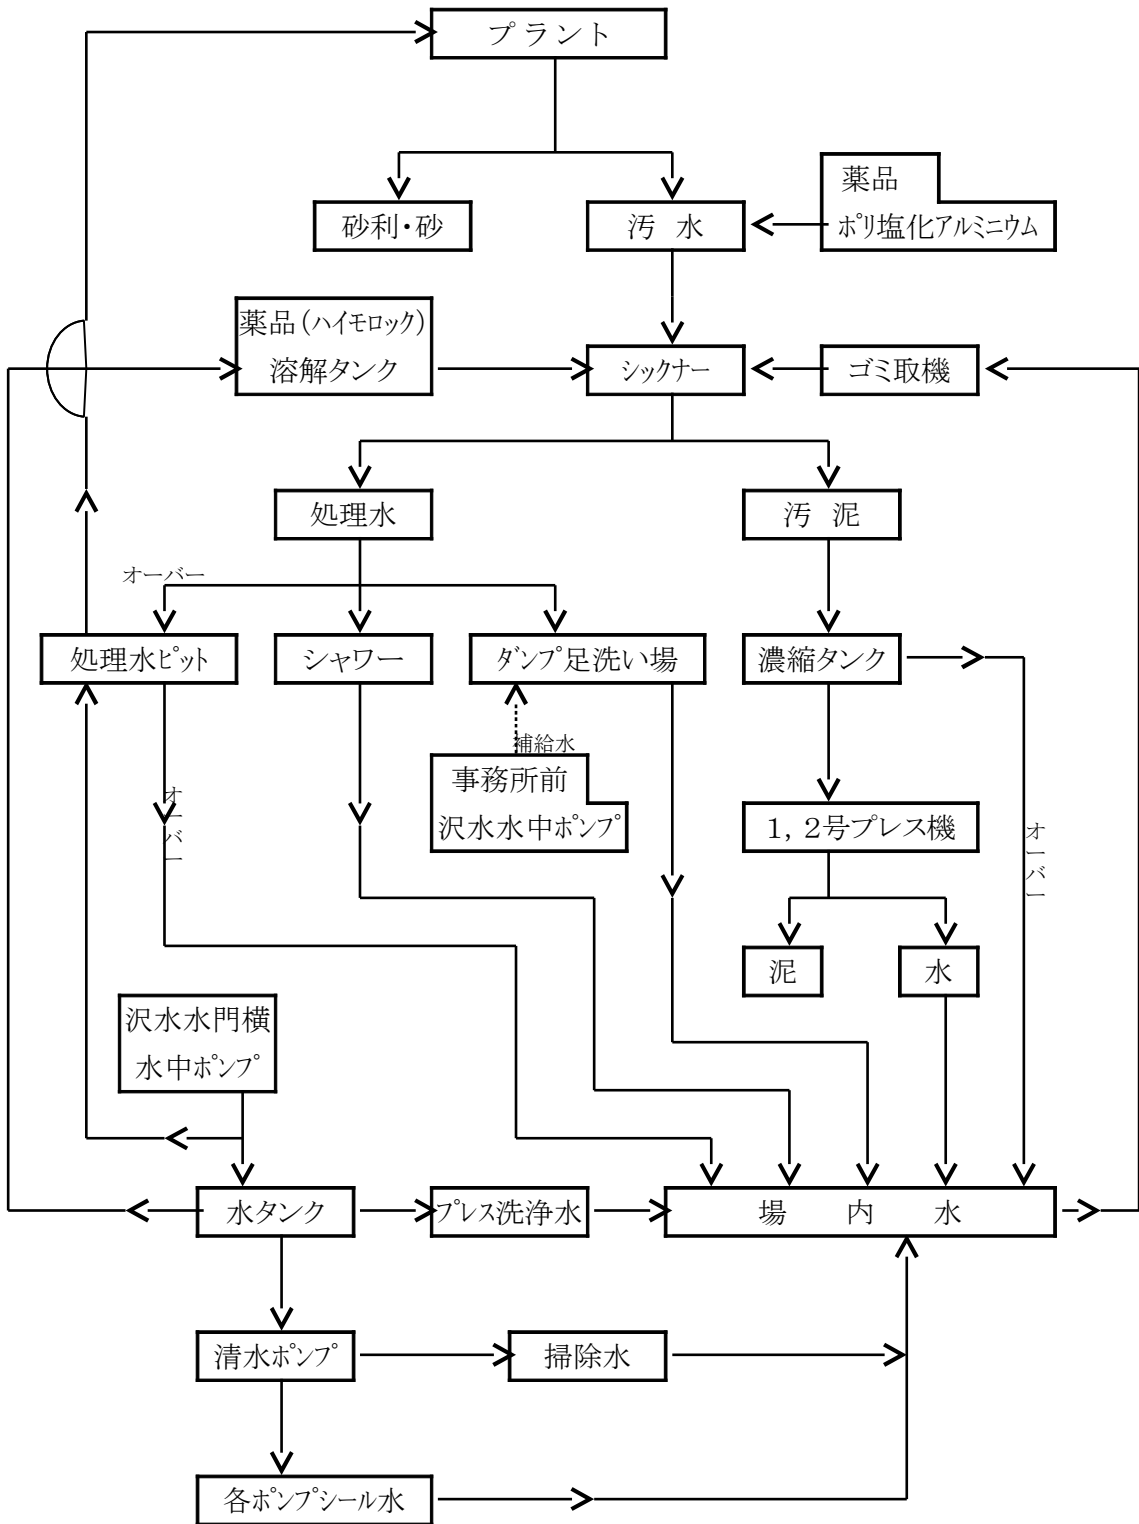 プラント
薬品
砂利・砂
汚 水
ポリ塩化アルミニウム
薬品（ハイモロック）
溶解タンク
シックナー
ゴミ取機
処理水
汚 泥
オーバー
処理水ピット
シャワー
ダンプ足洗い場
濃縮タンク
補給水
事務所前
沢水水中ポンプ
オーバー
1，2号プレス機
オーバー
泥
水
沢水水門横
水中ポンプ
水タンク
プレス洗浄水
場 内 水
清水ポンプ
掃除水
各ポンプシール水